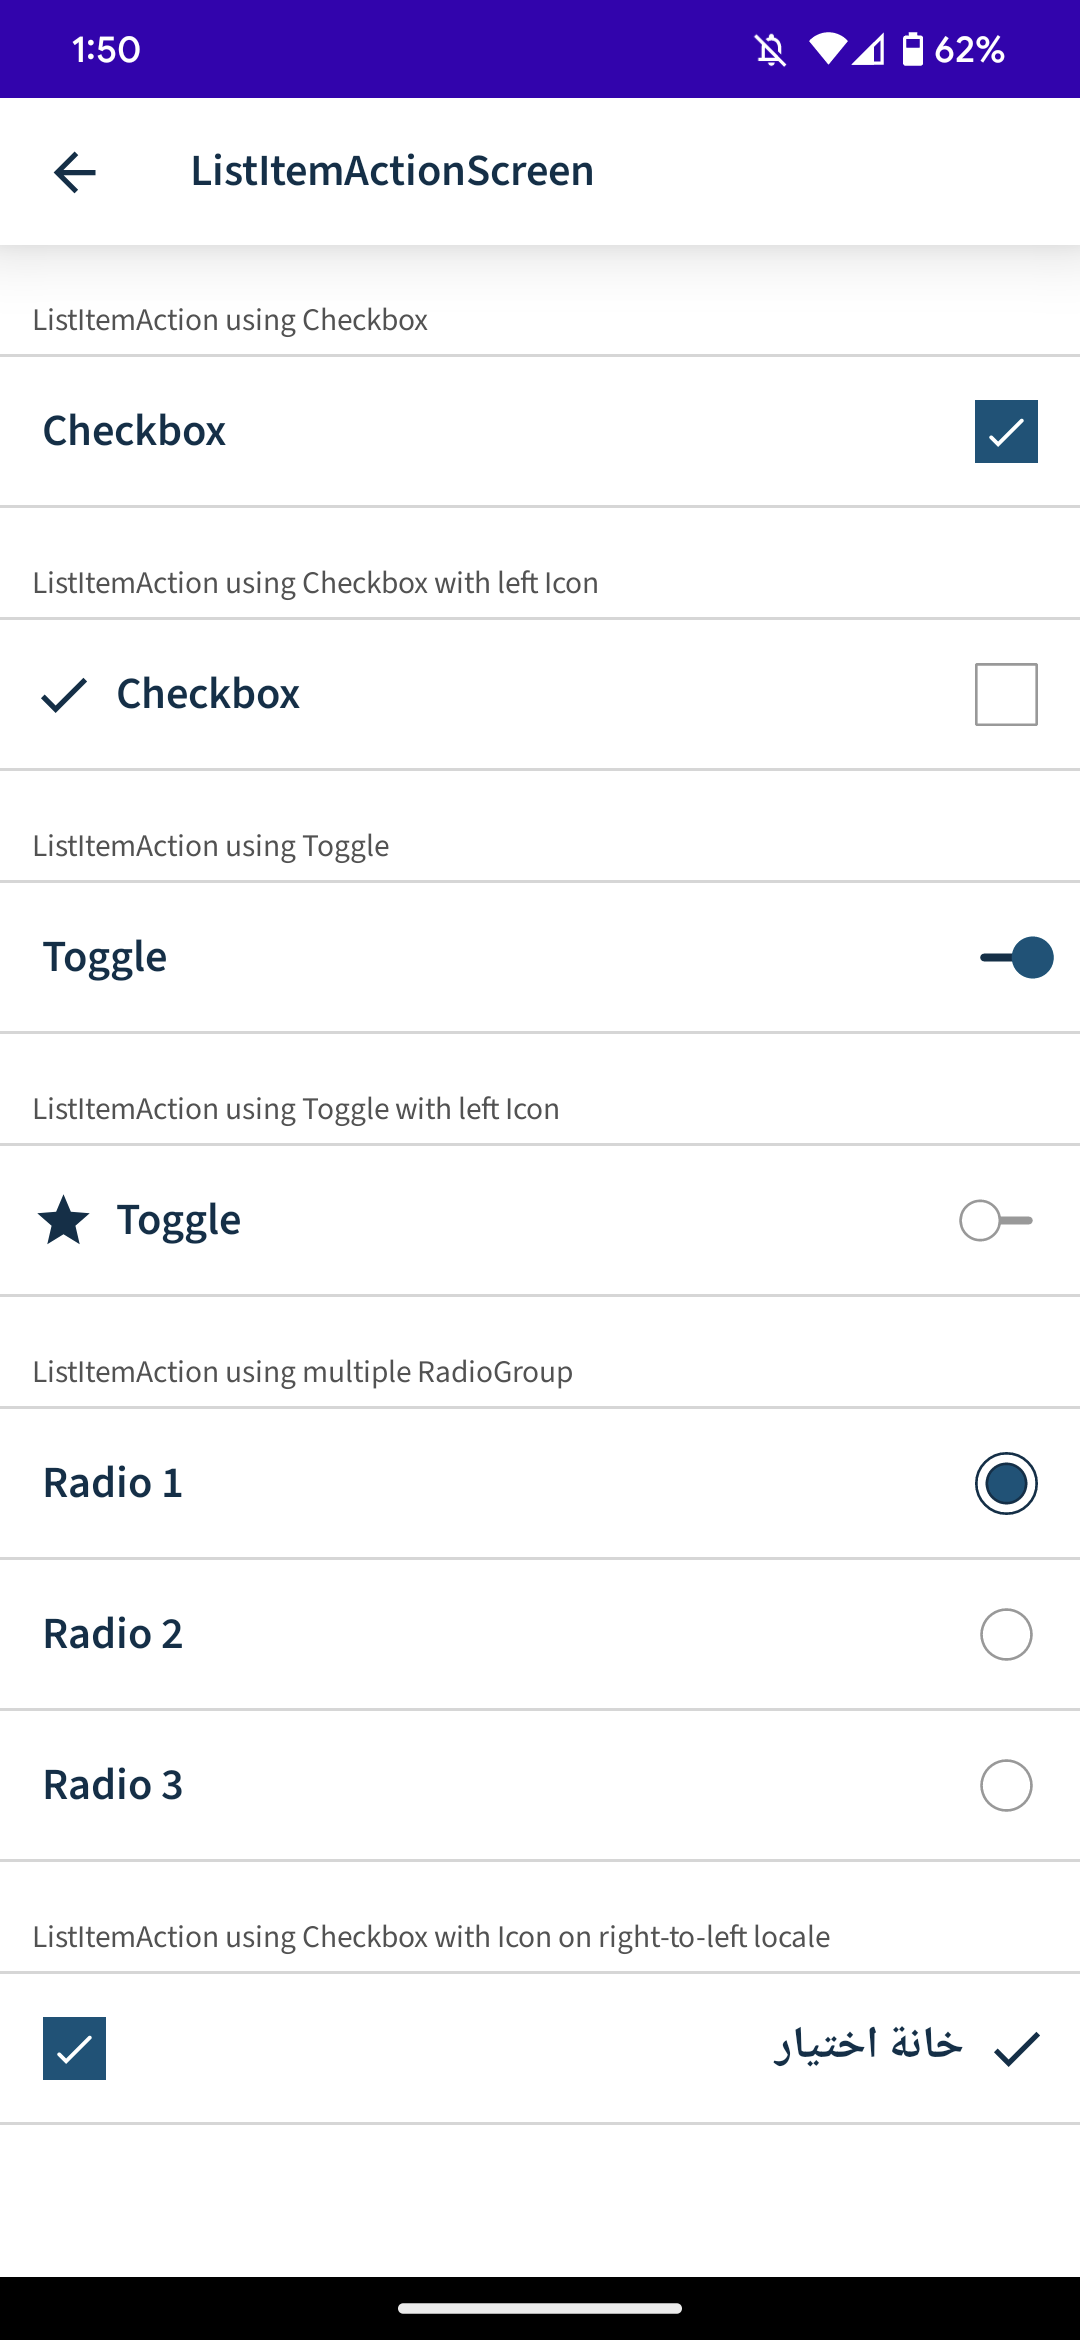 1:50
62%
ListItemActionScreen
ListItemAction using Checkbox
Checkbox
ListItemAction using Checkbox with left Icon
Checkbox
ListItemAction using Toggle
Toggle
ListItemAction using Toggle with left Icon
Toggle
ListItemAction using multiple RadioGroup
Radio 1
Radio 2
Radio 3
ListItemAction using Checkbox with Icon on right-to-left locale
خانة اختيار